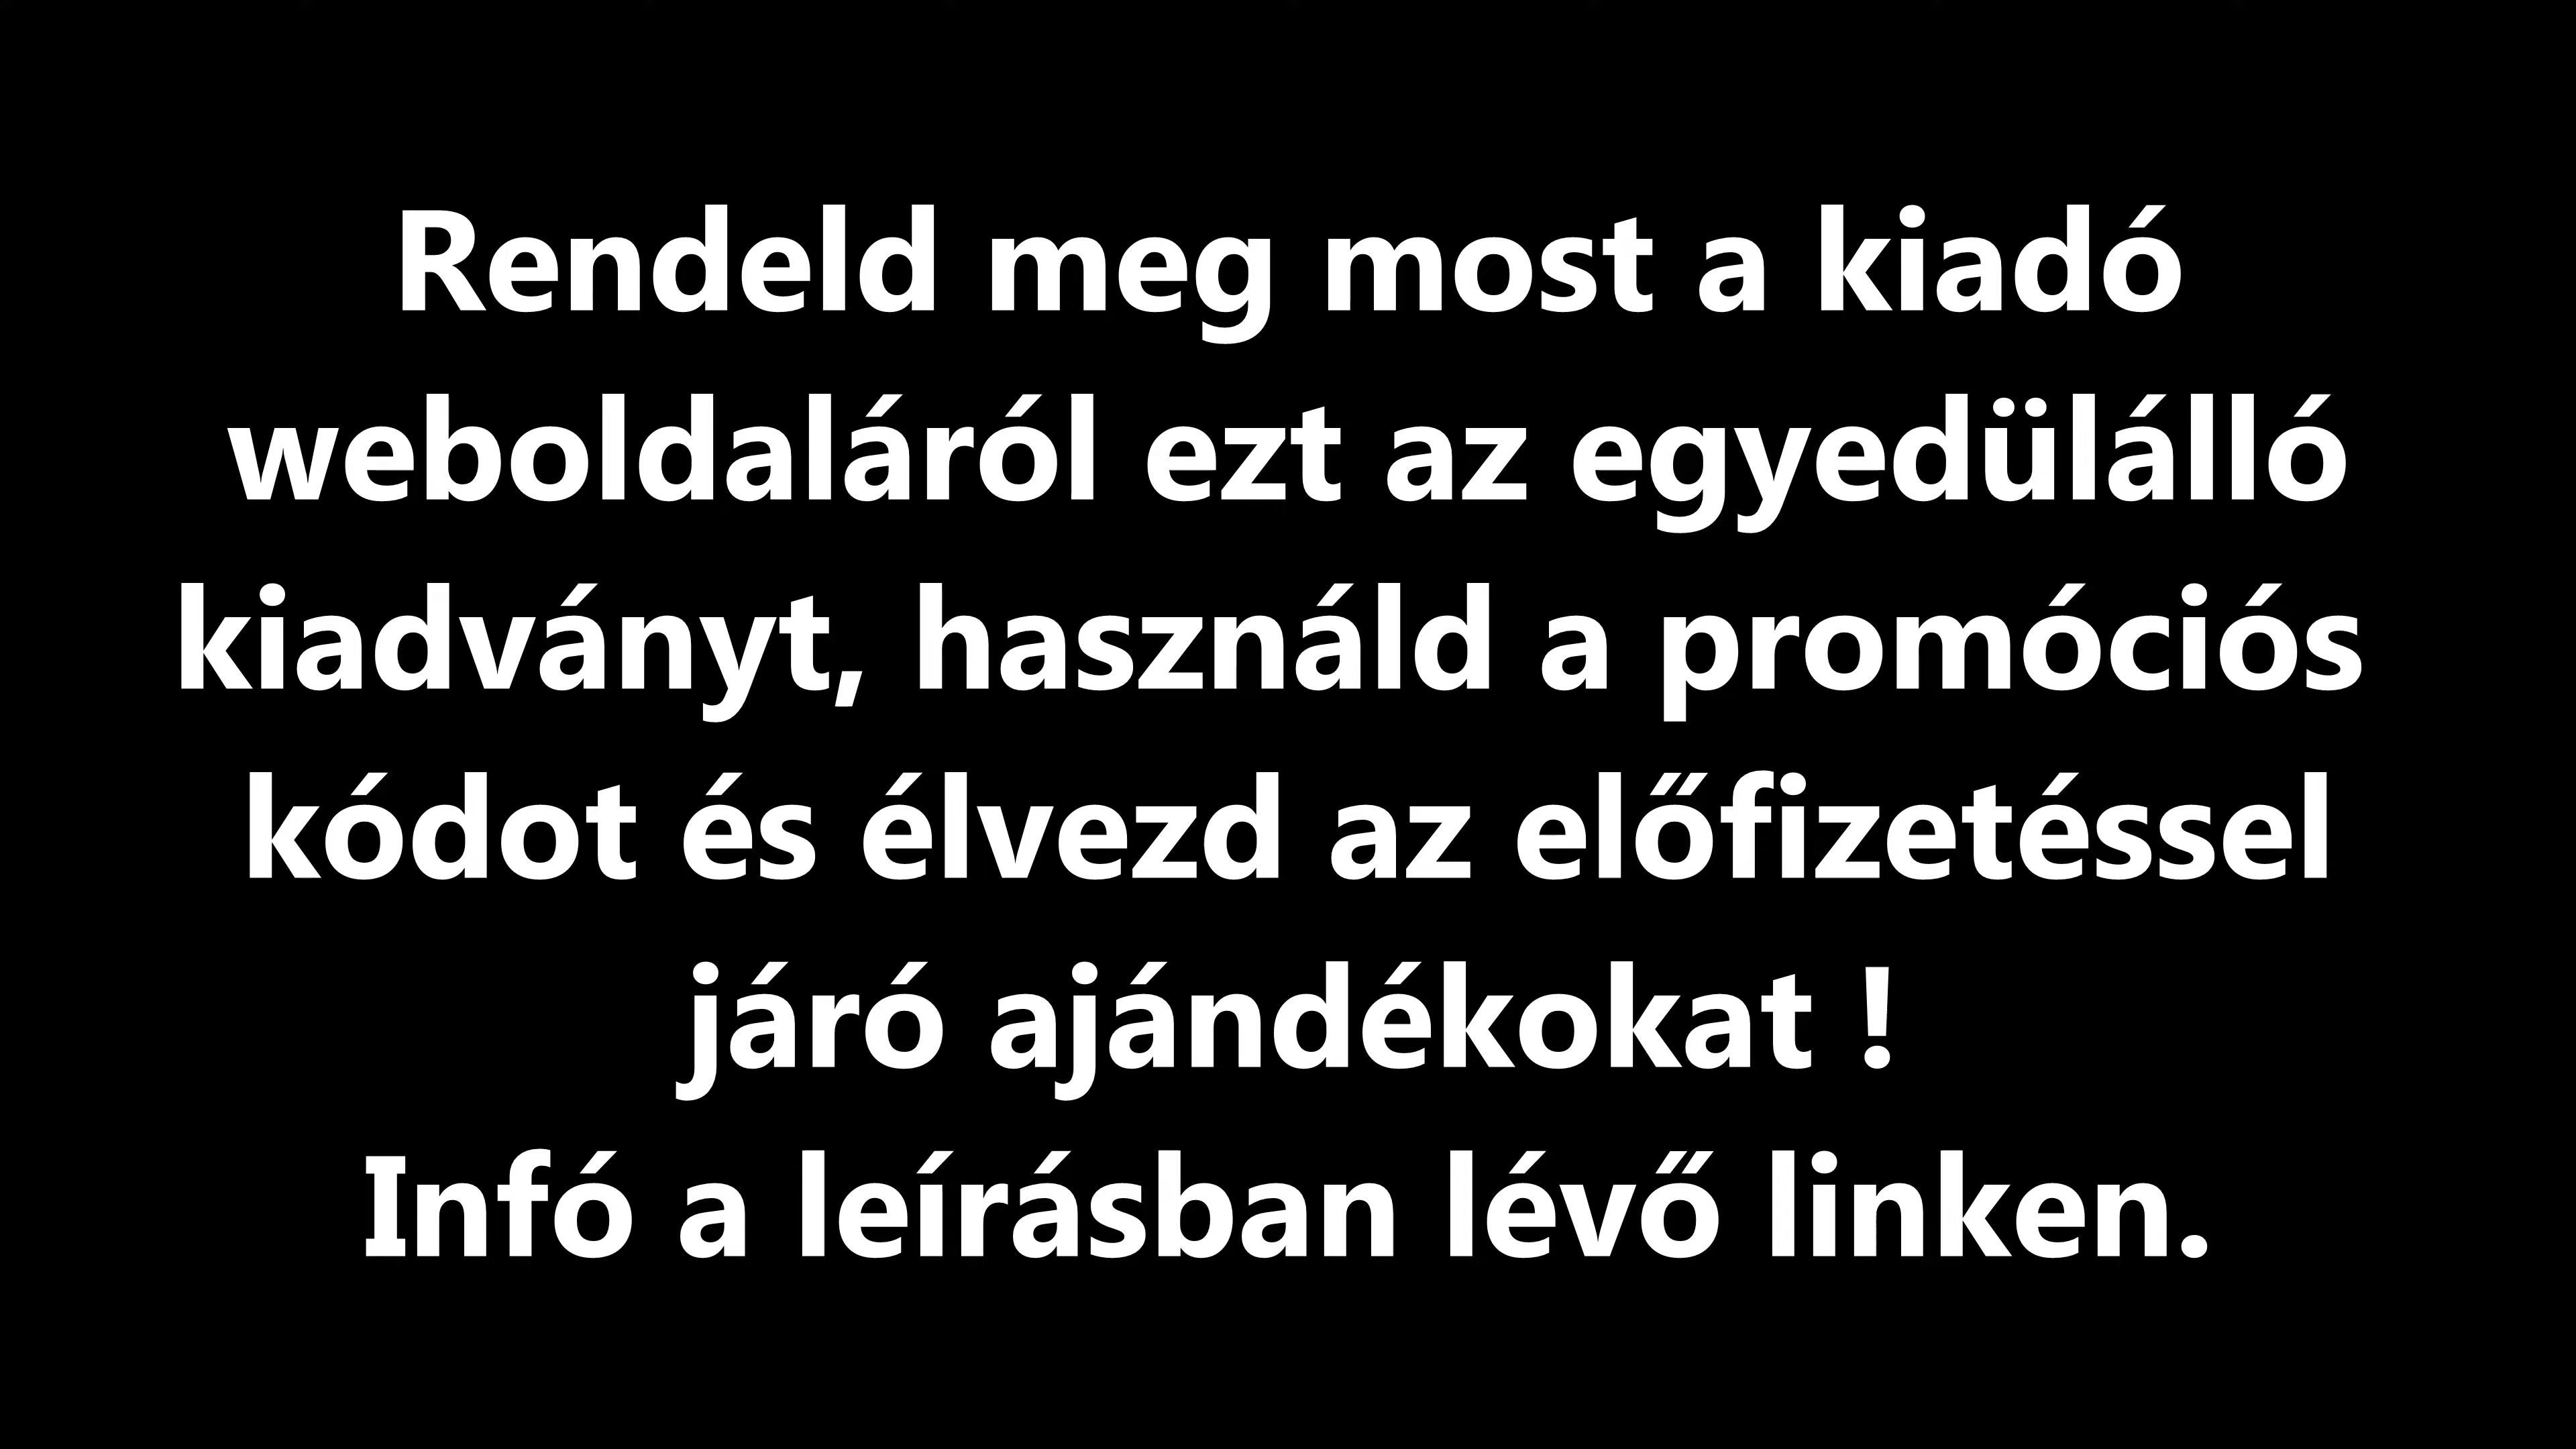 Rendeld meg most a kiadó
weboldaláról ezt az egyedülálló
kiadványt, használd a promóciós
kódot és élvezd az előfizetéssel
járó ajándékokat !
Infó a leírásban lévő linken.